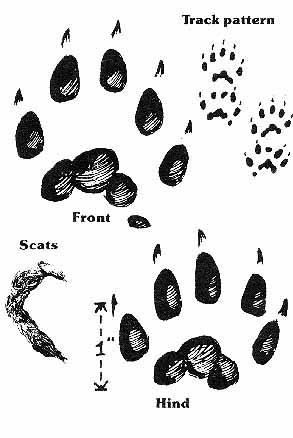 Track pattern
Front
Scats
1"
Hind